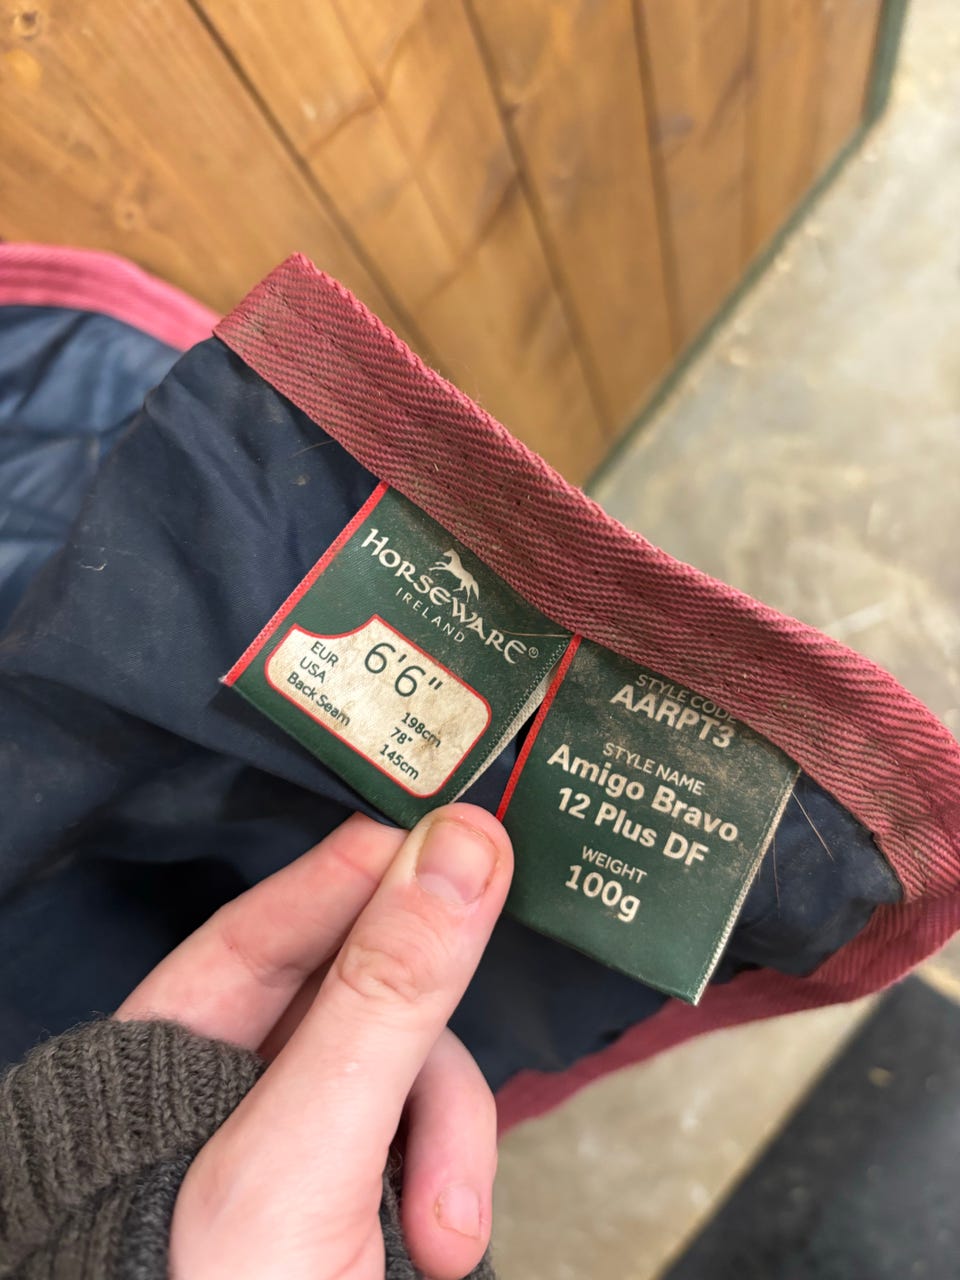 HORSEWARE®
IRELAND
6'6"
EUR 198cm
USA 78"
Back Seam 145cm
STYLE CODE
AARPT3
STYLE NAME
Amigo Bravo
12 Plus DF
WEIGHT
100g